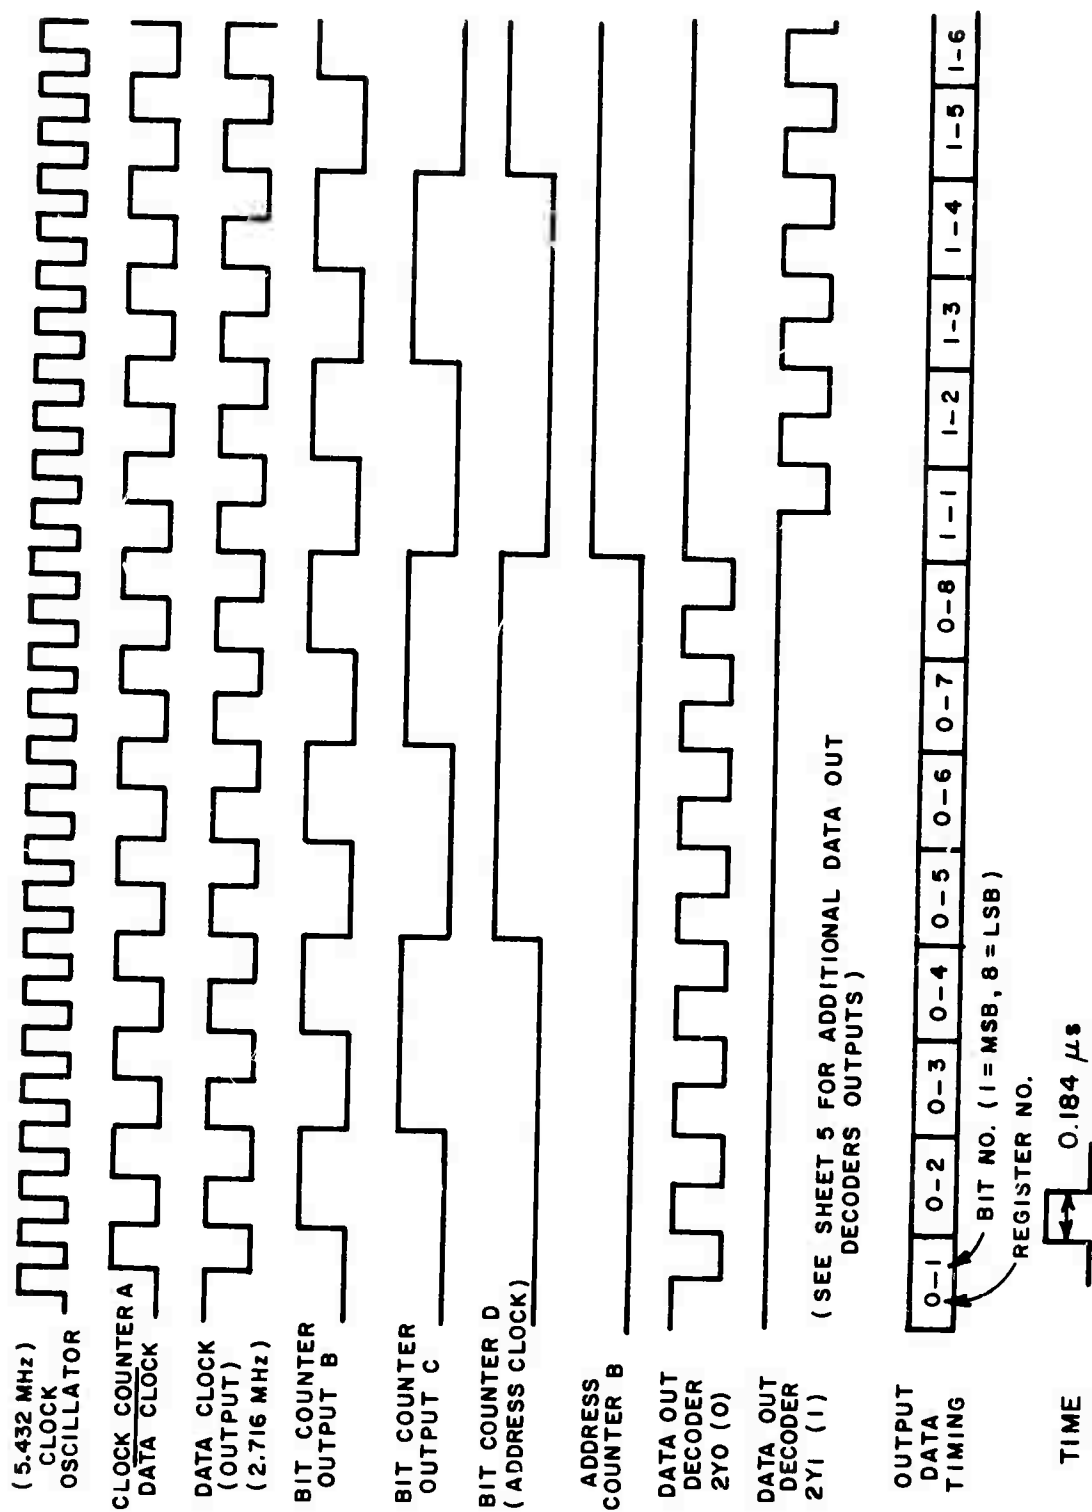 (5.432 MHz)
CLOCK
OSCILLATOR
CLOCK COUNTER A
DATA CLOCK
DATA CLOCK
(OUTPUT)
(2.716 MHz)
BIT COUNTER
OUTPUT B
BIT COUNTER
OUTPUT C
BIT COUNTER D
(ADDRESS CLOCK)
ADDRESS
COUNTER B
DATA OUT
DECODER
2Y0 (0)
DATA OUT
DECODER
2Y1 (1)
(SEE SHEET 5 FOR ADDITIONAL DATA OUT
DECODERS OUTPUTS)
OUTPUT
DATA
TIMING
0-1 0-2 0-3 0-4 0-5 0-6 0-7 0-8 1-1 1-2 1-3 1-4 1-5 1-6
BIT NO. (1 = MSB, 8 = LSB)
REGISTER NO.
TIME
0.184 μs